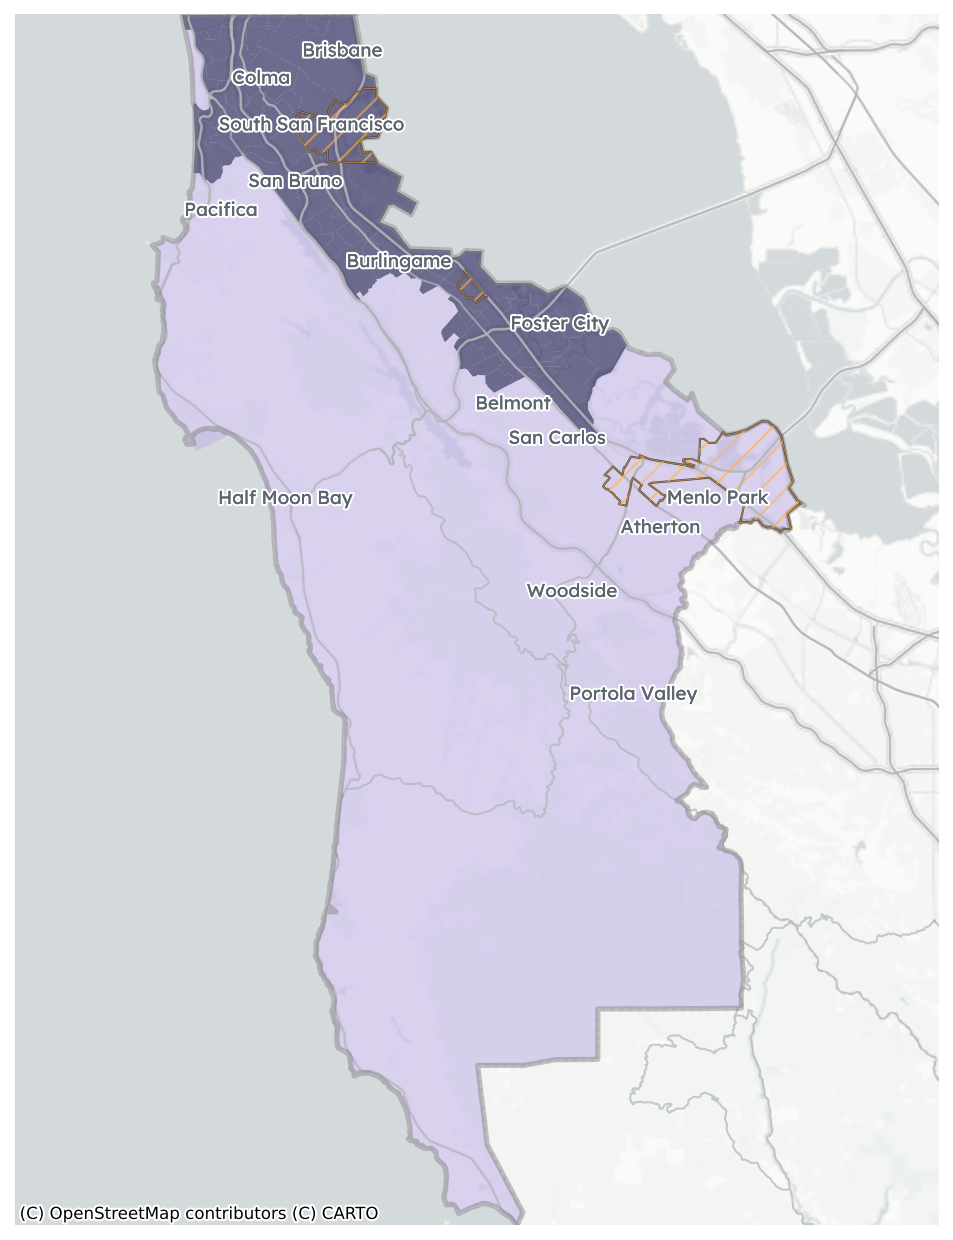 Brisbane
Colma
South San Francisco
San Bruno
Pacifica
Burlingame
Foster City
Belmont
San Carlos
Half Moon Bay
Menlo Park
Atherton
Woodside
Portola Valley
(C) OpenStreetMap contributors (C) CARTO